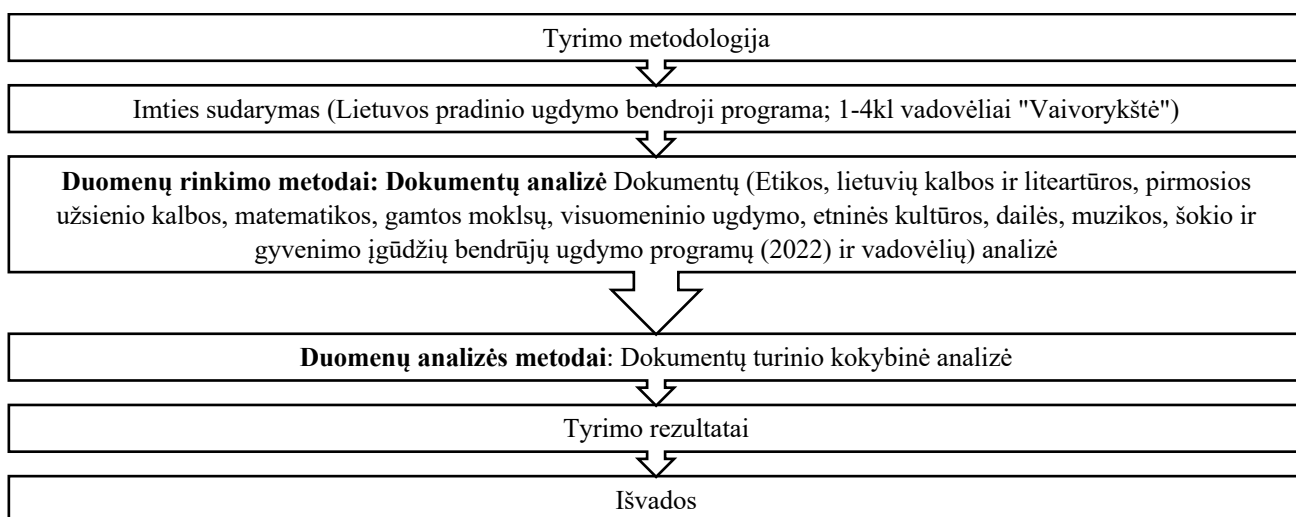 Tyrimo metodologija
Imties sudarymas (Lietuvos pradinio ugdymo bendroji programa; 1-4kl vadovėliai "Vaivorykštė")
Duomenų rinkimo metodai: Dokumentų analizė Dokumentų (Etikos, lietuvių kalbos ir liteartūros, pirmosios
užsienio kalbos, matematikos, gamtos moklsų, visuomeninio ugdymo, etninės kultūros, dailės, muzikos, šokio ir
gyvenimo įgūdžių bendrūjų ugdymo programų (2022) ir vadovėlių) analizė
Duomenų analizės metodai: Dokumentų turinio kokybinė analizė
Tyrimo rezultatai
Išvados